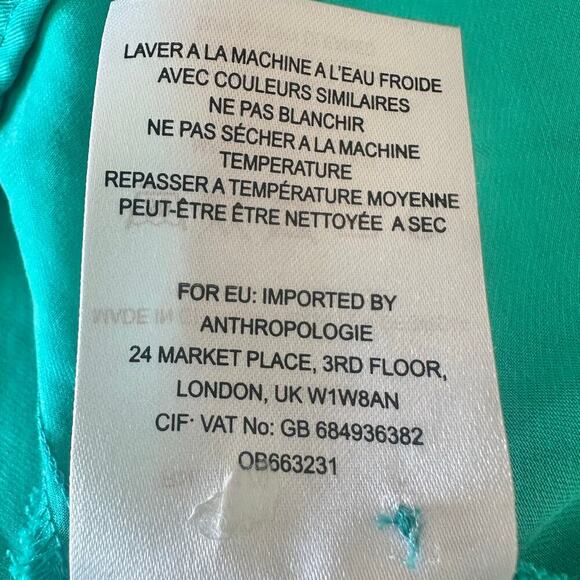 LAVER A LA MACHINE A L'EAU FROIDE
AVEC COULEURS SIMILAIRES
NE PAS BLANCHIR
NE PAS SÉCHER A LA MACHINE
TEMPERATURE
REPASSER A TEMPÉRATURE MOYENNE
PEUT-ÊTRE ÊTRE NETTOYÉE A SEC
FOR EU: IMPORTED BY
ANTHROPOLOGIE
24 MARKET PLACE, 3RD FLOOR,
LONDON, UK W1W8AN
CIF· VAT No: GB 684936382
OB663231